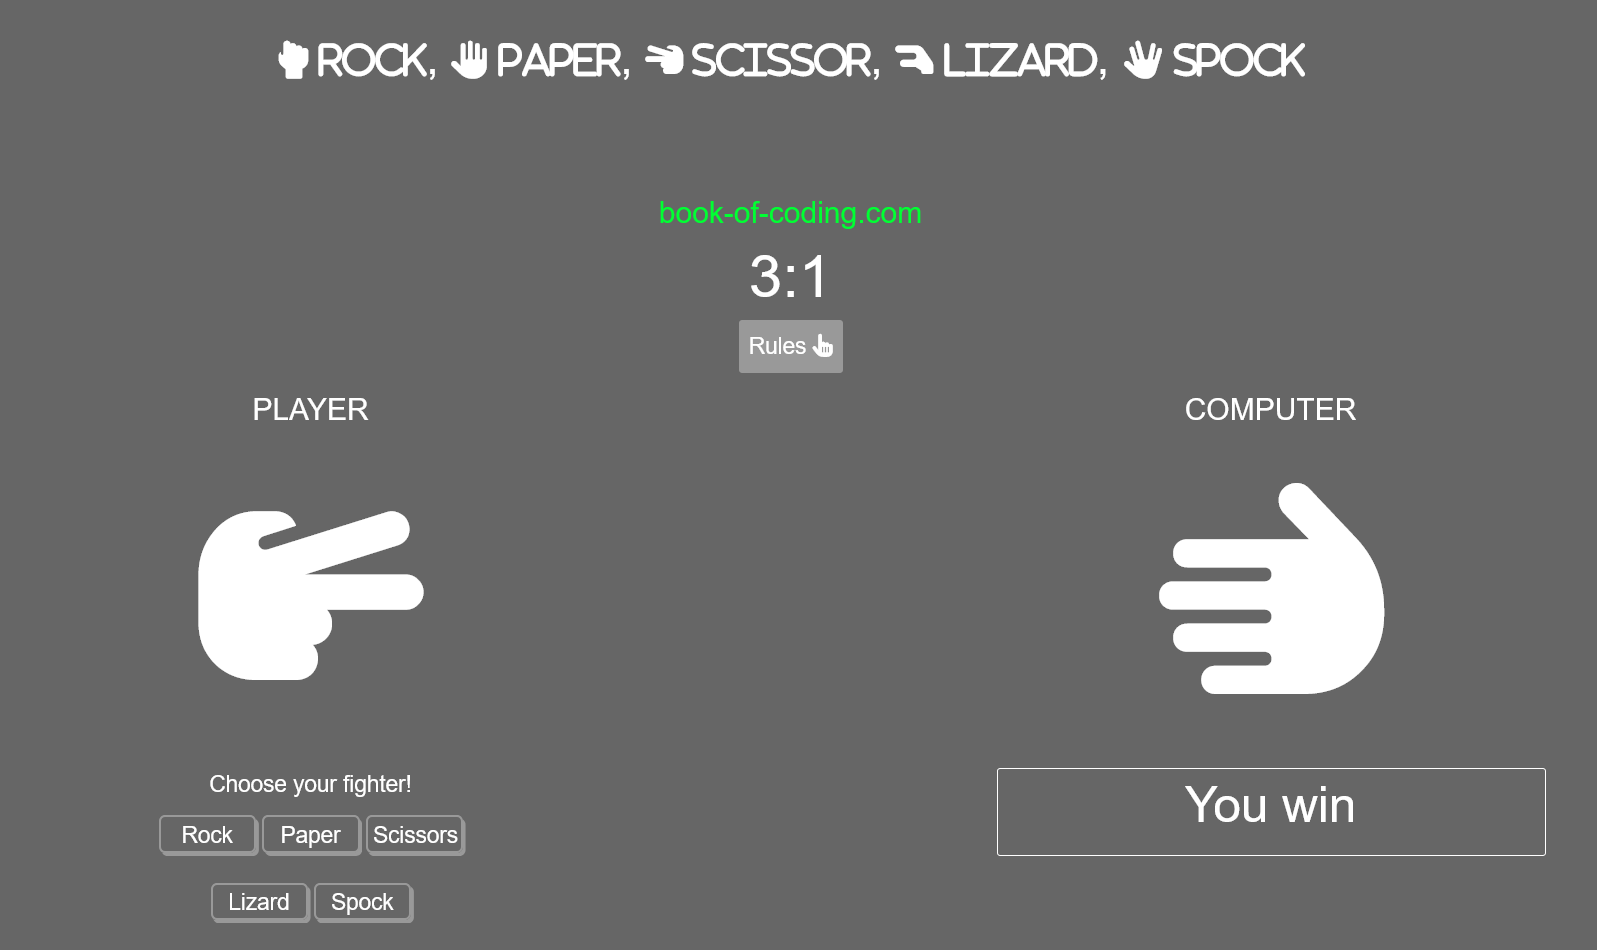 ROCK, PAPER, SCISSOR, LIZARD, SPOCK
book-of-coding.com
3:1
Rules
PLAYER
COMPUTER
Choose your fighter!
You win
Rock Paper Scissors
Lizard Spock